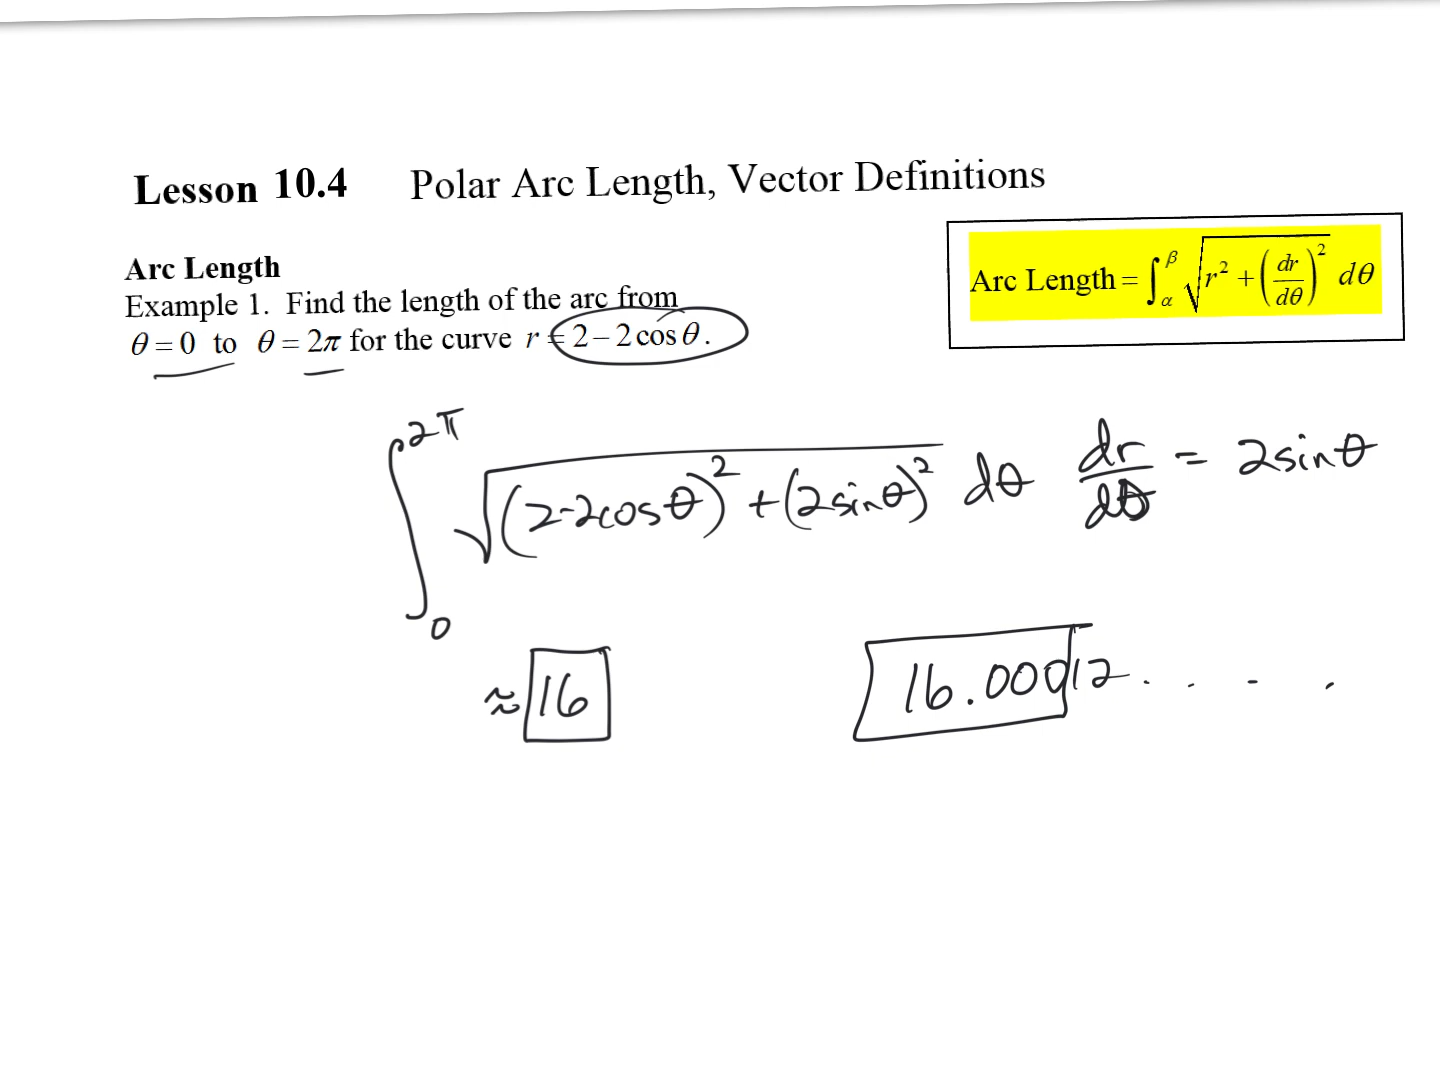 Lesson 10.4 Polar Arc Length, Vector Definitions
Arc Length
Example 1. Find the length of the arc from
θ = 0 to θ = 2π for the curve r = 2 − 2 cos θ.
Arc Length = ∫_α^β √(r² + (dr/dθ)²) dθ
∫_0^2π √((2-2cosθ)² + (2sinθ)²) dθ
dr/dθ = 2sinθ
≈ 16
16.00012....